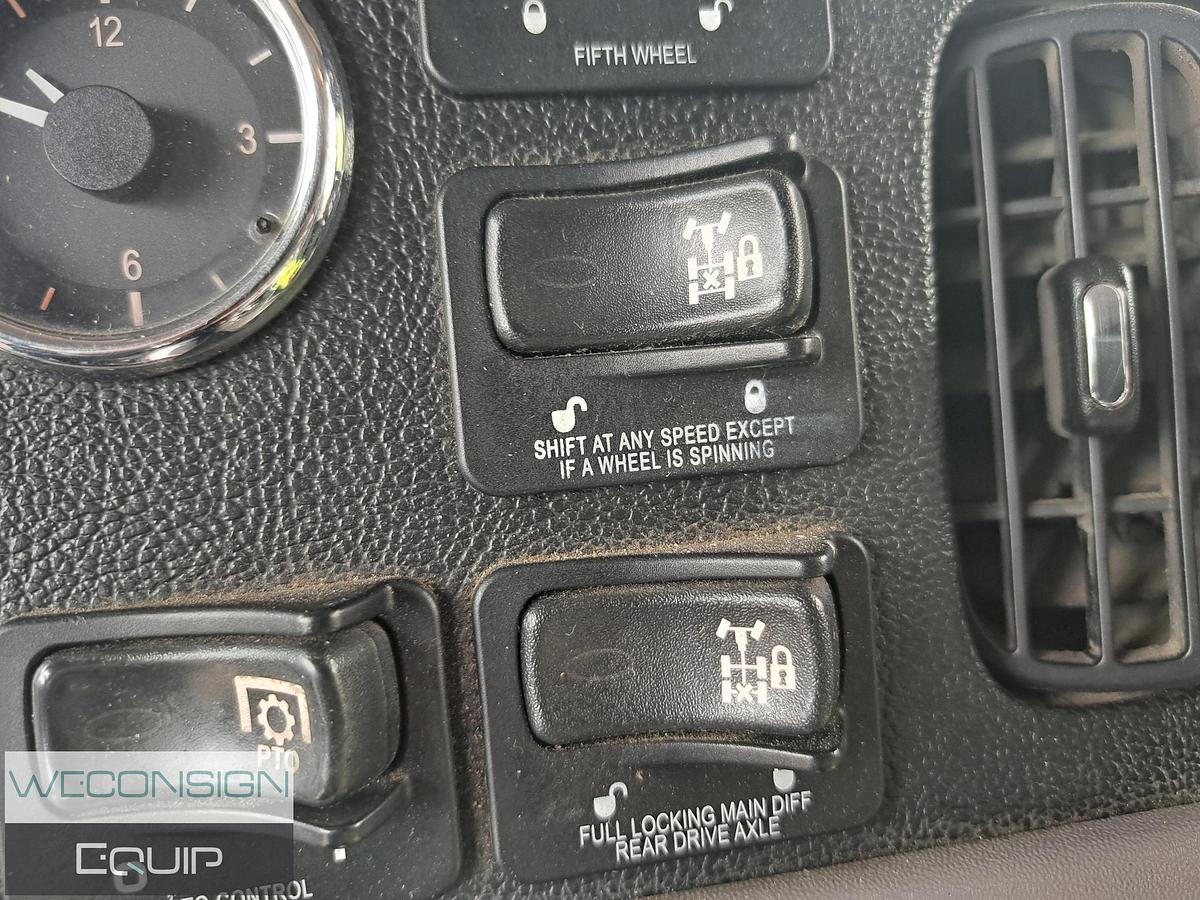 12
3
6
FIFTH WHEEL
SHIFT AT ANY SPEED EXCEPT
IF A WHEEL IS SPINNING
PTO
FULL LOCKING MAIN DIFF
REAR DRIVE AXLE
WECONSIGN
EQUIP
CONTROL